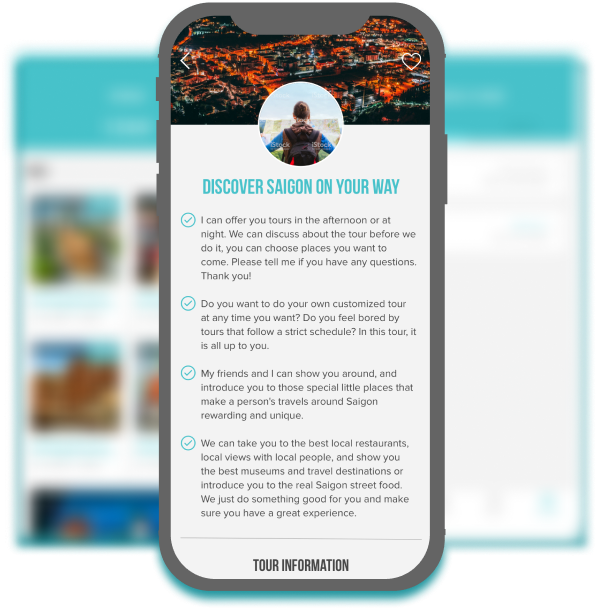 iStock iStock
DISCOVER SAIGON ON YOUR WAY
I can offer you tours in the afternoon or at
night. We can discuss about the tour before we
do it, you can choose places you want to
come. Please tell me if you have any questions.
Thank you!
Do you want to do your own customized tour
at any time you want? Do you feel bored by
tours that follow a strict schedule? In this tour, it
is all up to you.
My friends and I can show you around, and
introduce you to those special little places that
make a person's travels around Saigon
rewarding and unique.
We can take you to the best local restaurants,
local views with local people, and show you
the best museums and travel destinations or
introduce you to the real Saigon street food.
We just do something good for you and make
sure you have a great experience.
TOUR INFORMATION